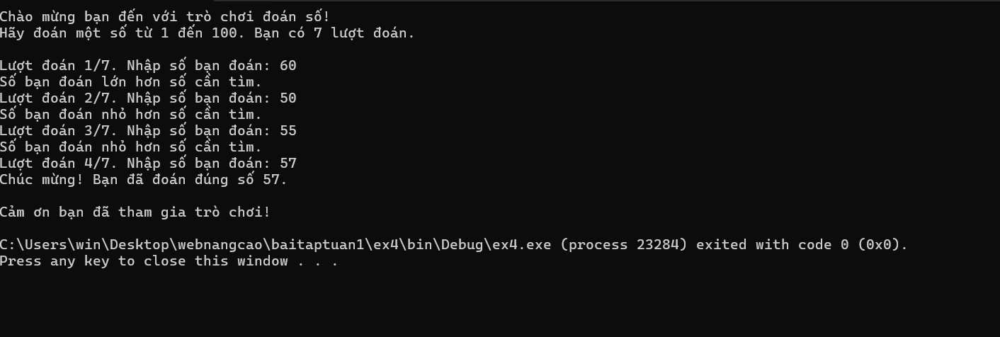 Chào mừng bạn đến với trò chơi đoán số!
Hãy đoán một số từ 1 đến 100. Bạn có 7 lượt đoán.
Lượt đoán 1/7. Nhập số bạn đoán: 60
Số bạn đoán lớn hơn số cần tìm.
Lượt đoán 2/7. Nhập số bạn đoán: 50
Số bạn đoán nhỏ hơn số cần tìm.
Lượt đoán 3/7. Nhập số bạn đoán: 55
Số bạn đoán nhỏ hơn số cần tìm.
Lượt đoán 4/7. Nhập số bạn đoán: 57
Chúc mừng! Bạn đã đoán đúng số 57.
Cảm ơn bạn đã tham gia trò chơi!
C:\Users\win\Desktop\webnangcao\baitaptuan1\ex4\bin\Debug\ex4.exe (process 23284) exited with code 0 (0x0).
Press any key to close this window . . .